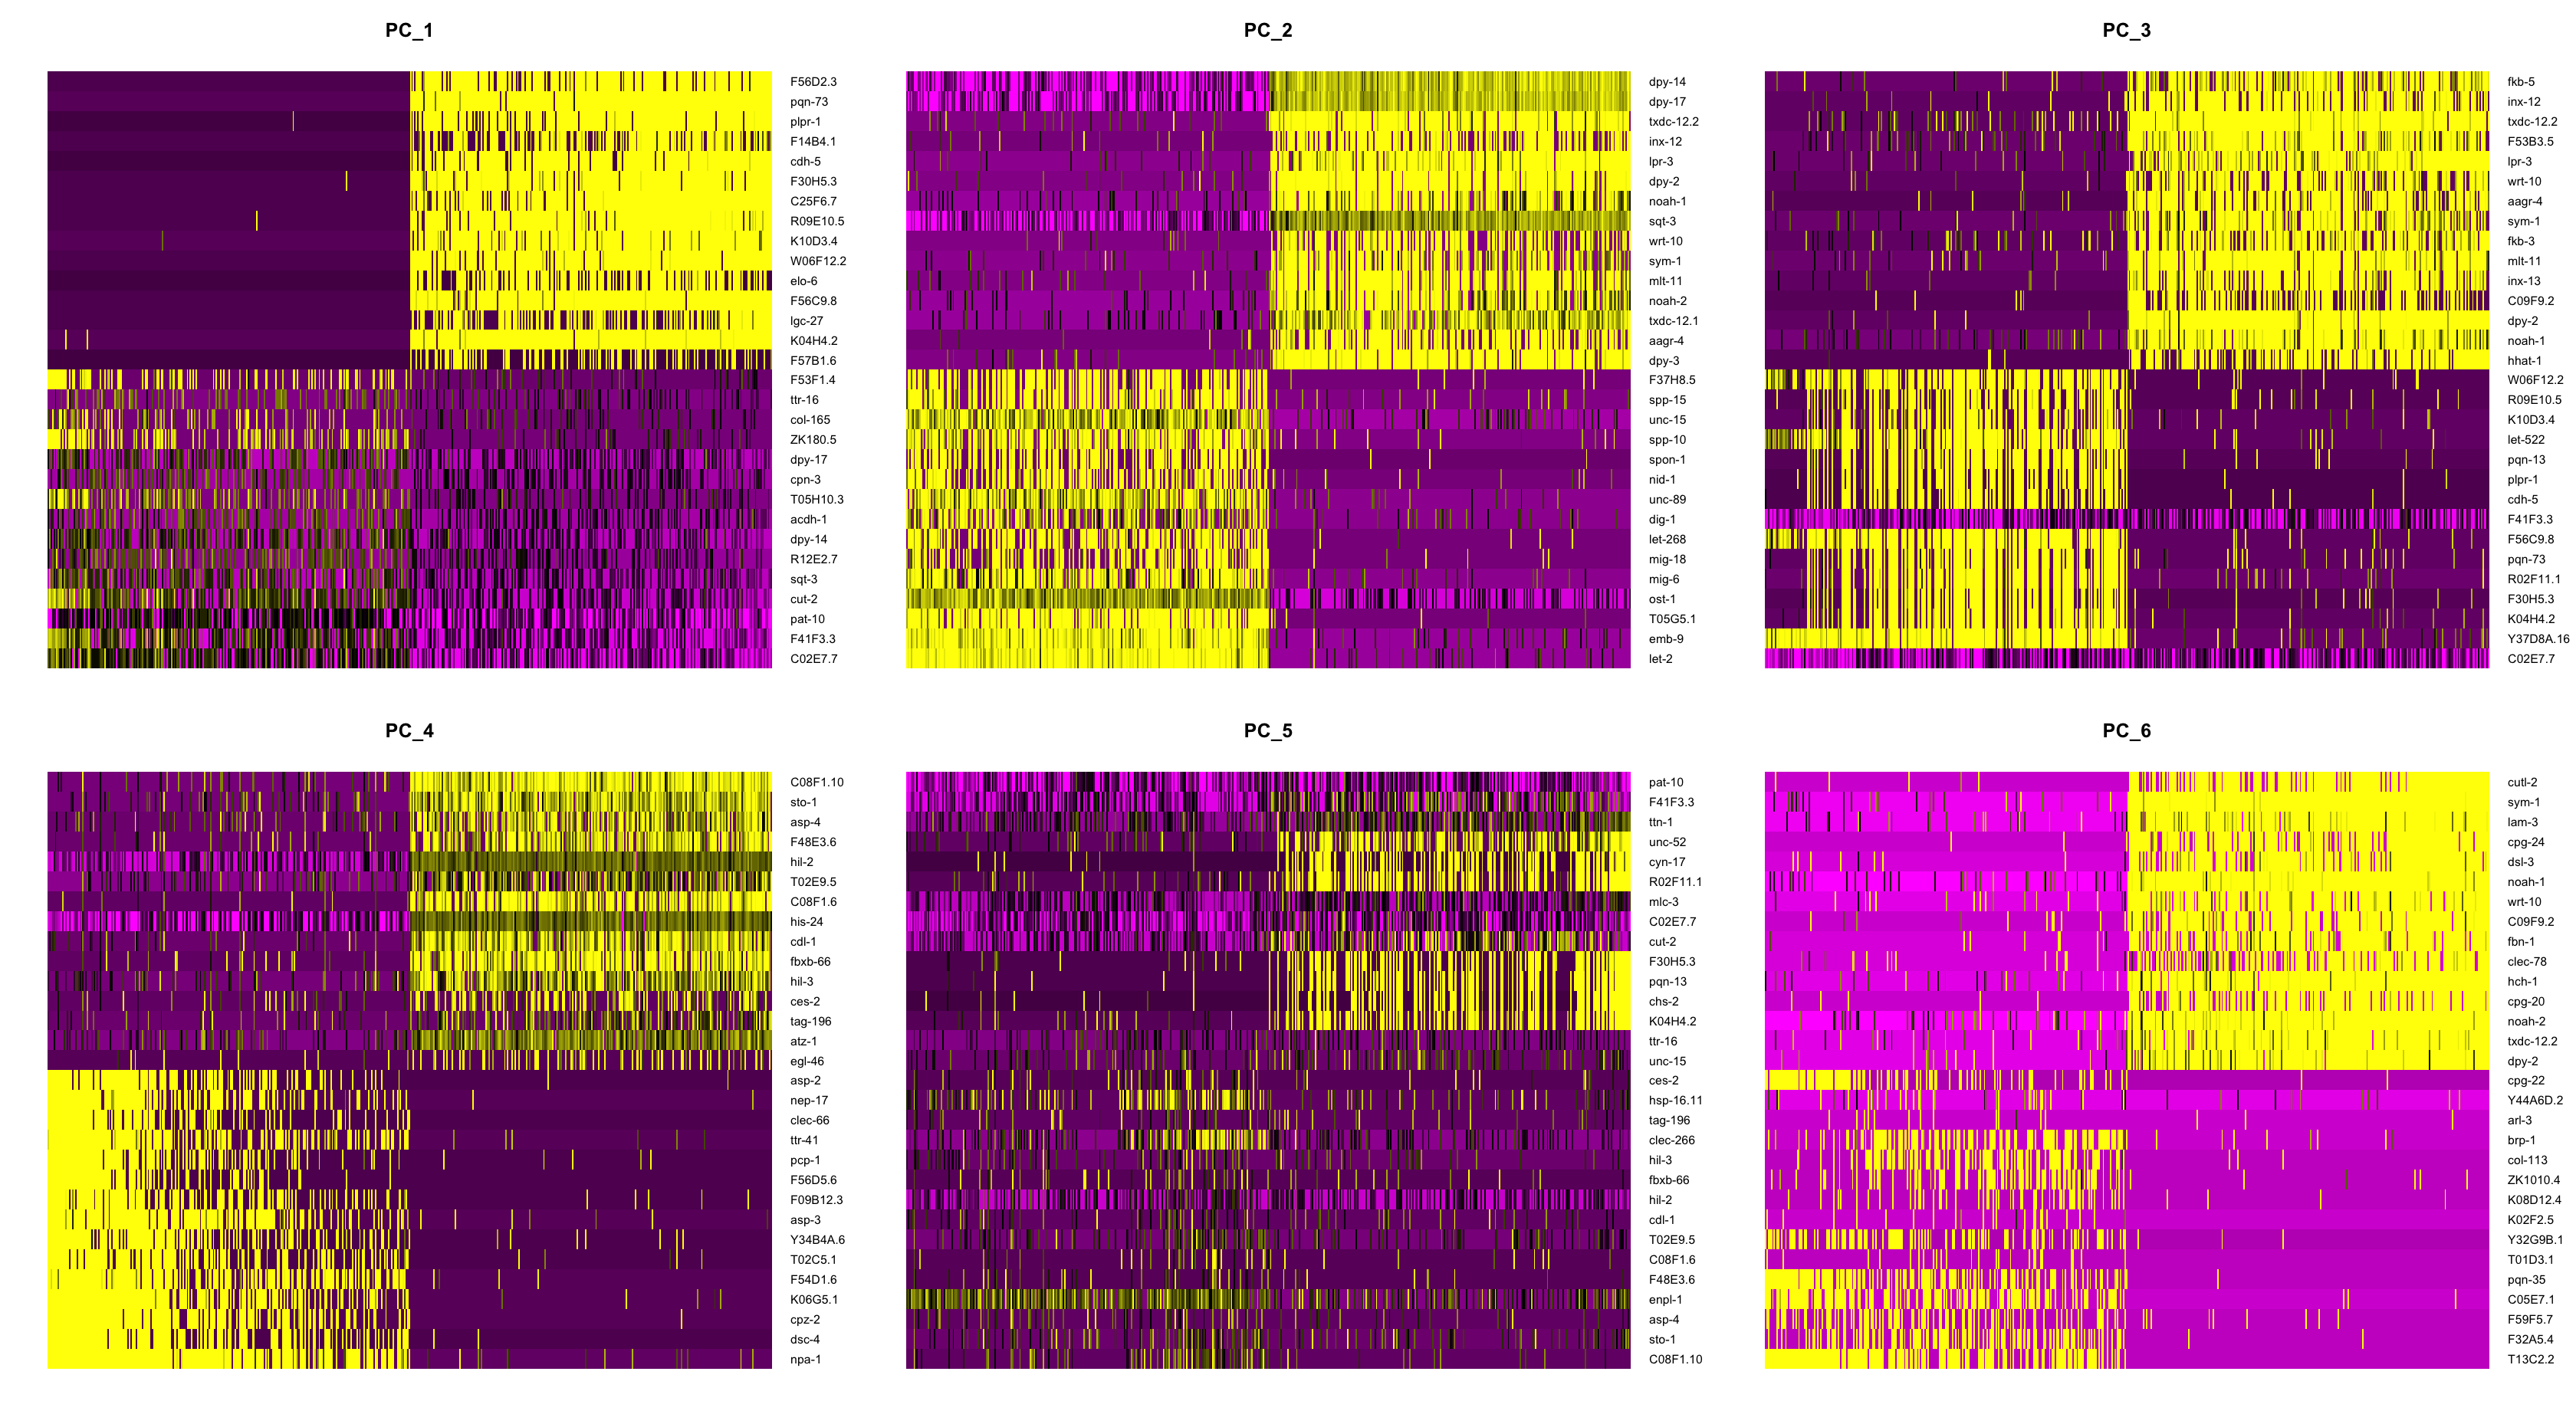 PC_1
F56D2.3
pqn-73
plpr-1
F14B4.1
cdh-5
F30H5.3
C25F6.7
R09E10.5
K10D3.4
W06F12.2
elo-6
F56C9.8
lgc-27
K04H4.2
F57B1.6
F53F1.4
ttr-16
col-165
ZK180.5
dpy-17
cpn-3
T05H10.3
acdh-1
dpy-14
R12E2.7
sqt-3
cut-2
pat-10
F41F3.3
C02E7.7
PC_2
dpy-14
dpy-17
txdc-12.2
inx-12
lpr-3
dpy-2
noah-1
sqt-3
wrt-10
sym-1
mlt-11
noah-2
txdc-12.1
aagr-4
dpy-3
F37H8.5
spp-15
unc-15
spp-10
spon-1
nid-1
unc-89
dig-1
let-268
mig-18
mig-6
ost-1
T05G5.1
emb-9
let-2
PC_3
fkb-5
inx-12
txdc-12.2
F53B3.5
lpr-3
wrt-10
aagr-4
sym-1
fkb-3
mlt-11
inx-13
C09F9.2
dpy-2
noah-1
hhat-1
W06F12.2
R09E10.5
K10D3.4
let-522
pqn-13
plpr-1
cdh-5
F41F3.3
F56C9.8
pqn-73
R02F11.1
F30H5.3
K04H4.2
Y37D8A.16
C02E7.7
PC_4
C08F1.10
sto-1
asp-4
F48E3.6
hil-2
T02E9.5
C08F1.6
his-24
cdl-1
fbxb-66
hil-3
ces-2
tag-196
atz-1
egl-46
asp-2
nep-17
clec-66
ttr-41
pcp-1
F56D5.6
F09B12.3
asp-3
Y34B4A.6
T02C5.1
F54D1.6
K06G5.1
cpz-2
dsc-4
npa-1
PC_5
pat-10
F41F3.3
ttn-1
unc-52
cyn-17
R02F11.1
mlc-3
C02E7.7
cut-2
F30H5.3
pqn-13
chs-2
K04H4.2
ttr-16
unc-15
ces-2
hsp-16.11
tag-196
clec-266
hil-3
fbxb-66
hil-2
cdl-1
T02E9.5
C08F1.6
F48E3.6
enpl-1
asp-4
sto-1
C08F1.10
PC_6
cutl-2
sym-1
lam-3
cpg-24
dsl-3
noah-1
wrt-10
C09F9.2
fbn-1
clec-78
hch-1
cpg-20
noah-2
txdc-12.2
dpy-2
cpg-22
Y44A6D.2
arl-3
brp-1
col-113
ZK1010.4
K08D12.4
K02F2.5
Y32G9B.1
T01D3.1
pqn-35
C05E7.1
F59F5.7
F32A5.4
T13C2.2